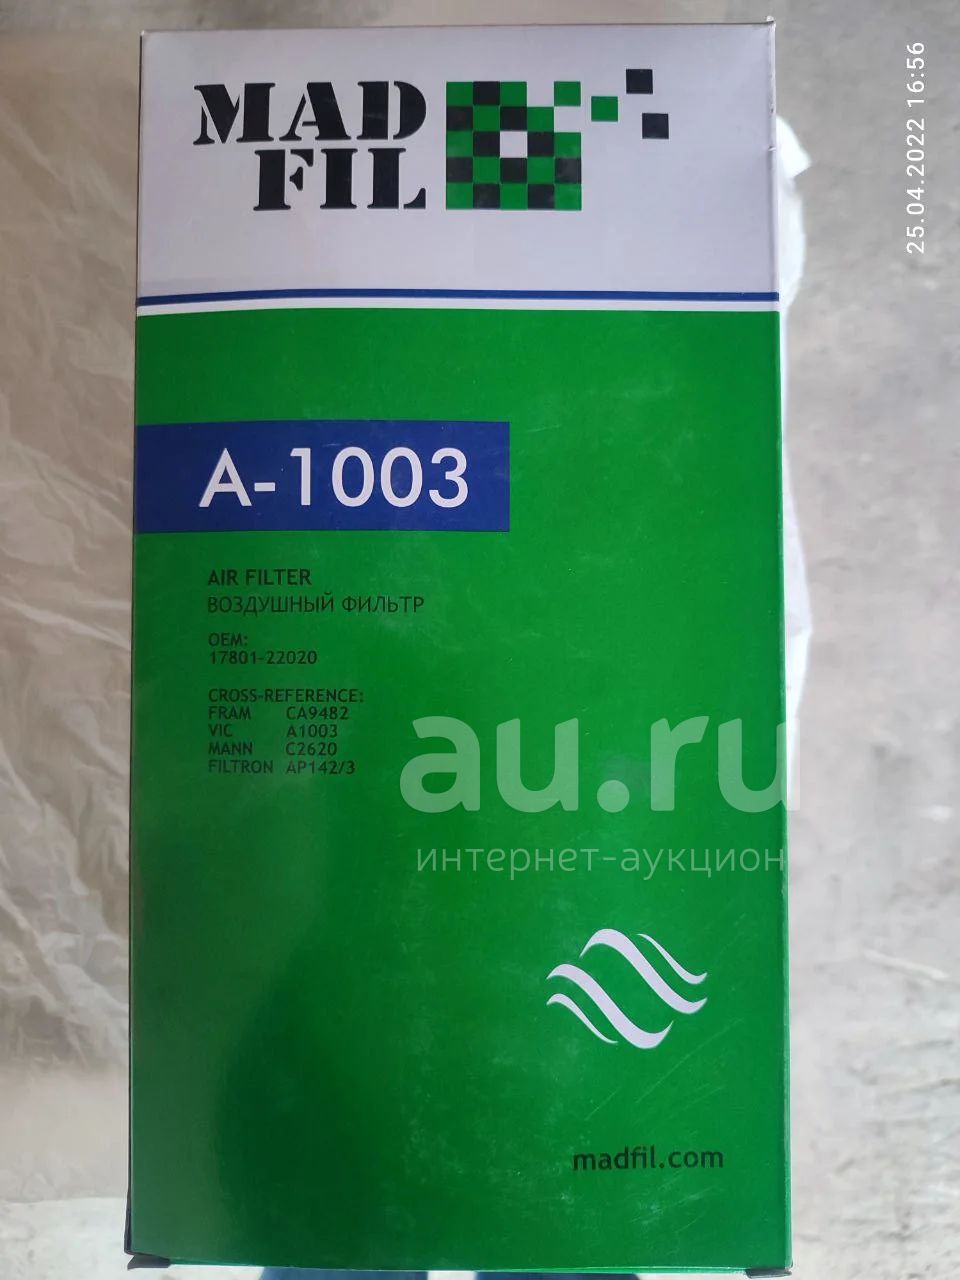 MAD
FIL
25.04.2022 16:56
A-1003
AIR FILTER
ВОЗДУШНЫЙ ФИЛЬТР
OEM:
17801-22020
CROSS-REFERENCE:
FRAM CA9482
VIC A1003
MANN C2620
FILTRON AP142/3
au.ru
интернет-аукцион
madfil.com